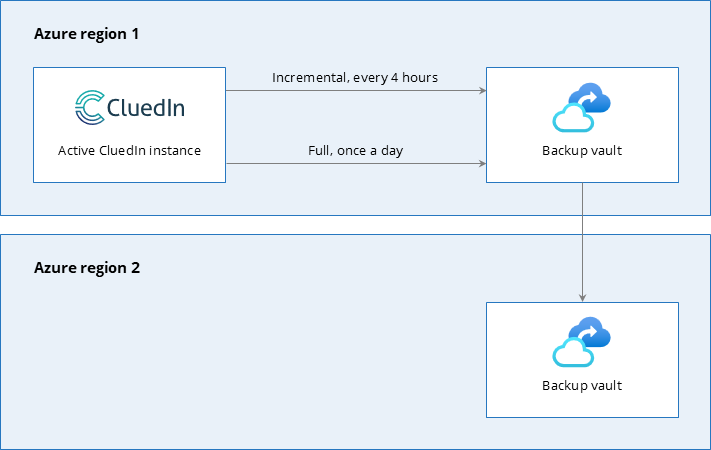 Azure region 1
CluedIn
Active CluedIn instance
Incremental, every 4 hours
Full, once a day
Backup vault
Azure region 2
Backup vault